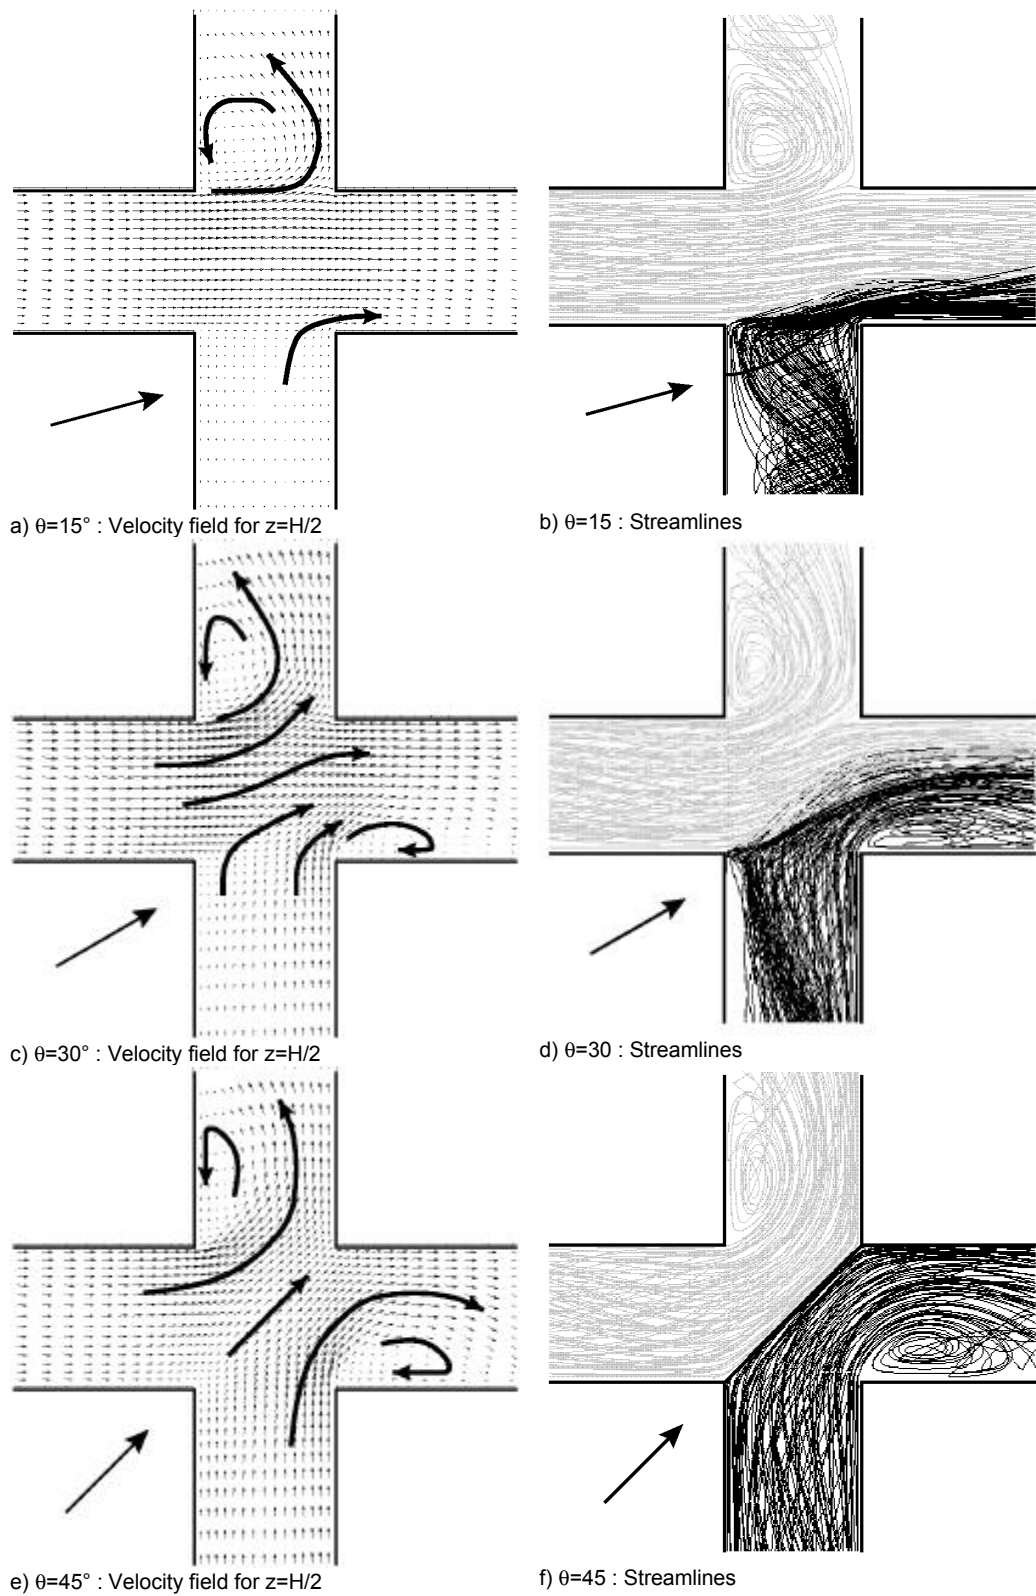 a) θ=15° : Velocity field for z=H/2
b) θ=15 : Streamlines
c) θ=30° : Velocity field for z=H/2
d) θ=30 : Streamlines
e) θ=45° : Velocity field for z=H/2
f) θ=45 : Streamlines